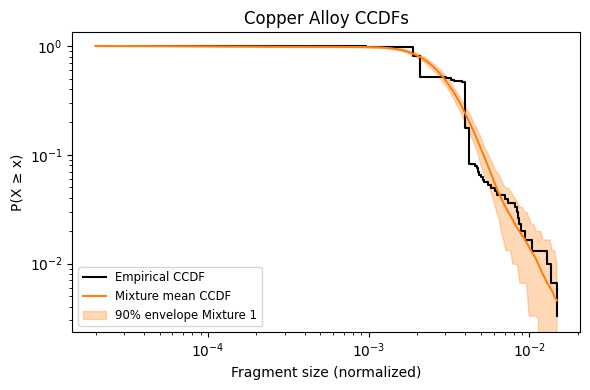 Copper Alloy CCDFs
P(X ≥ x)
10⁰
10⁻¹
10⁻²
Empirical CCDF
Mixture mean CCDF
90% envelope Mixture 1
10⁻⁴
10⁻³
10⁻²
Fragment size (normalized)